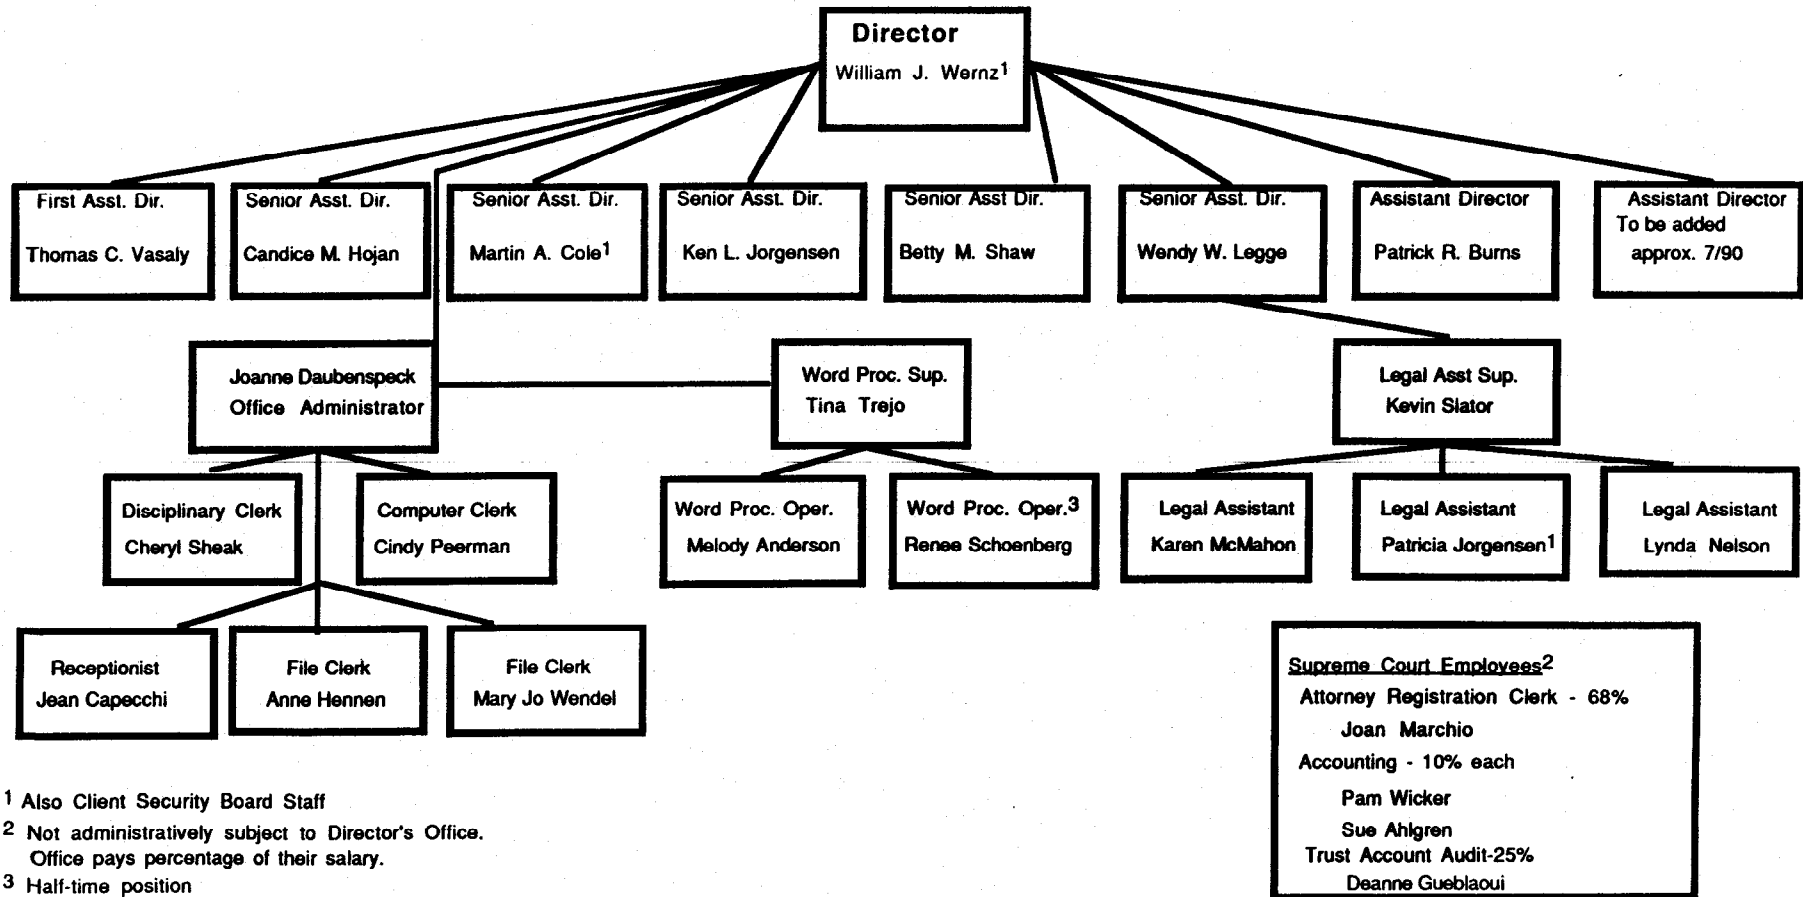 Director
William J. Wernz1
First Asst. Dir.
Thomas C. Vasaly
Senior Asst. Dir.
Candice M. Hojan
Senior Asst. Dir.
Martin A. Cole1
Senior Asst. Dir.
Ken L. Jorgensen
Senior Asst Dir.
Betty M. Shaw
Senior Asst. Dir.
Wendy W. Legge
Assistant Director
Patrick R. Burns
Assistant Director
To be added
approx. 7/90
Joanne Daubenspeck
Office Administrator
Word Proc. Sup.
Tina Trejo
Legal Asst Sup.
Kevin Slator
Disciplinary Clerk
Cheryl Sheak
Computer Clerk
Cindy Peerman
Word Proc. Oper.
Melody Anderson
Word Proc. Oper.3
Renee Schoenberg
Legal Assistant
Karen McMahon
Legal Assistant
Patricia Jorgensen1
Legal Assistant
Lynda Nelson
Receptionist
Jean Capecchi
File Clerk
Anne Hennen
File Clerk
Mary Jo Wendel
Supreme Court Employees2
Attorney Registration Clerk - 68%
Joan Marchio
Accounting - 10% each
Pam Wicker
Sue Ahlgren
Trust Account Audit-25%
Deanne Gueblaoui
1 Also Client Security Board Staff
2 Not administratively subject to Director's Office.
Office pays percentage of their salary.
3 Half-time position